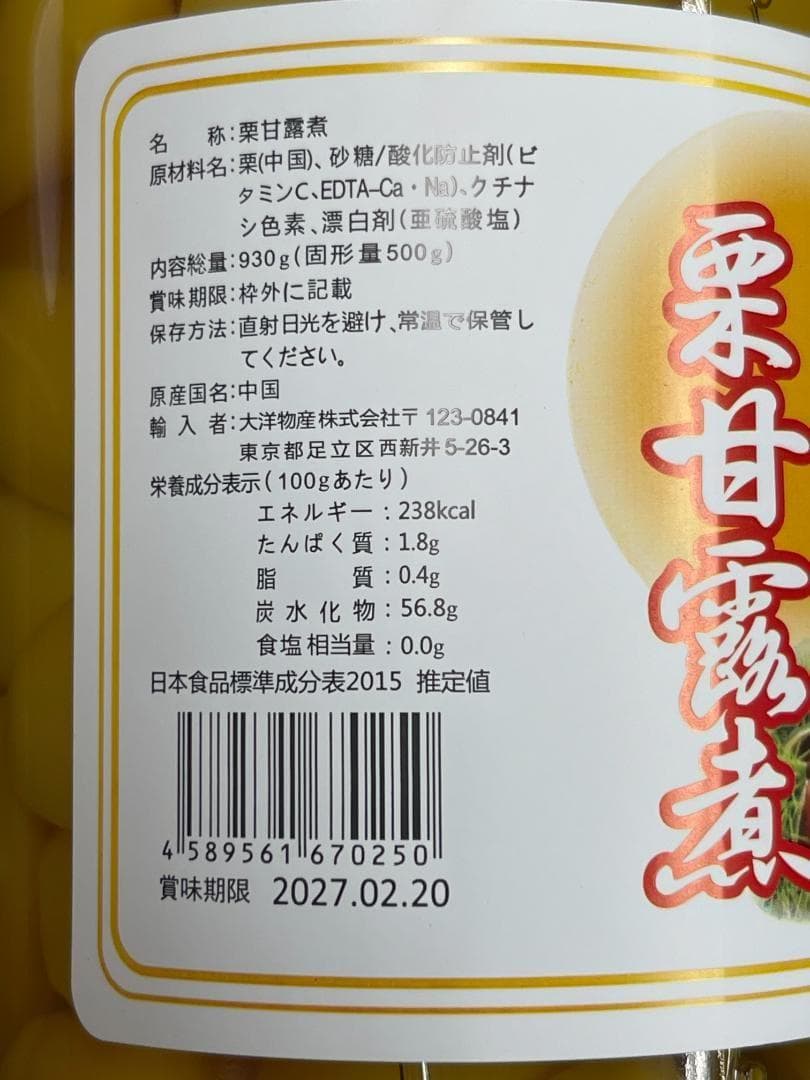 名　　称:栗甘露煮
原材料名:栗(中国)、砂糖/酸化防止剤(ビ
タミンC、EDTA-Ca・Na)、クチナ
シ色素、漂白剤(亜硫酸塩)
内容総量:930g(固形量500g)
賞味期限:枠外に記載
保存方法:直射日光を避け、常温で保管し
てください。
原産国名:中国
輸 入 者:大洋物産株式会社〒123-0841
東京都足立区西新井5-26-3
栄養成分表示(100gあたり)
エネルギー:238kcal
たんぱく質:1.8g
脂　　　質:0.4g
炭水化物:56.8g
食塩相当量:0.0g
日本食品標準成分表2015 推定値
4589561670250
賞味期限 2027.02.20
栗甘露煮